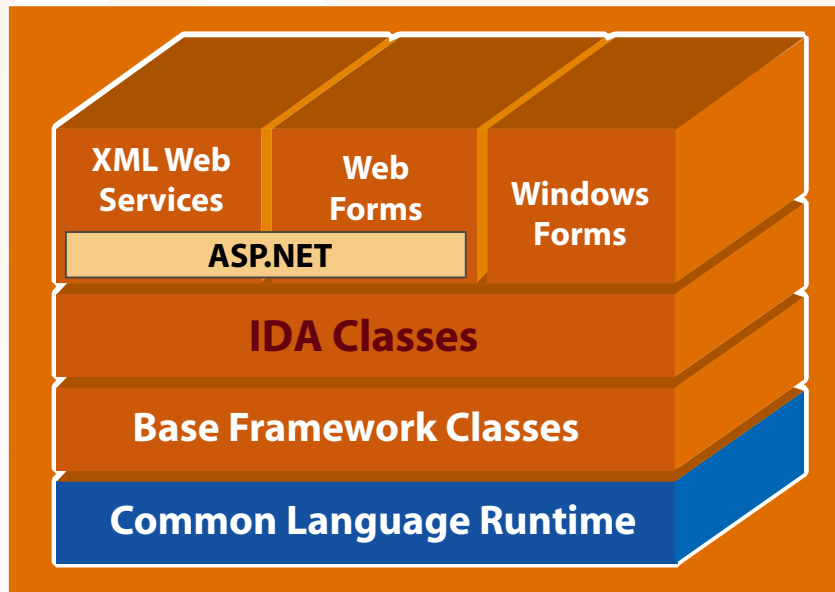 XML Web
Services
Web
Forms
Windows
Forms
ASP.NET
IDA Classes
Base Framework Classes
Common Language Runtime